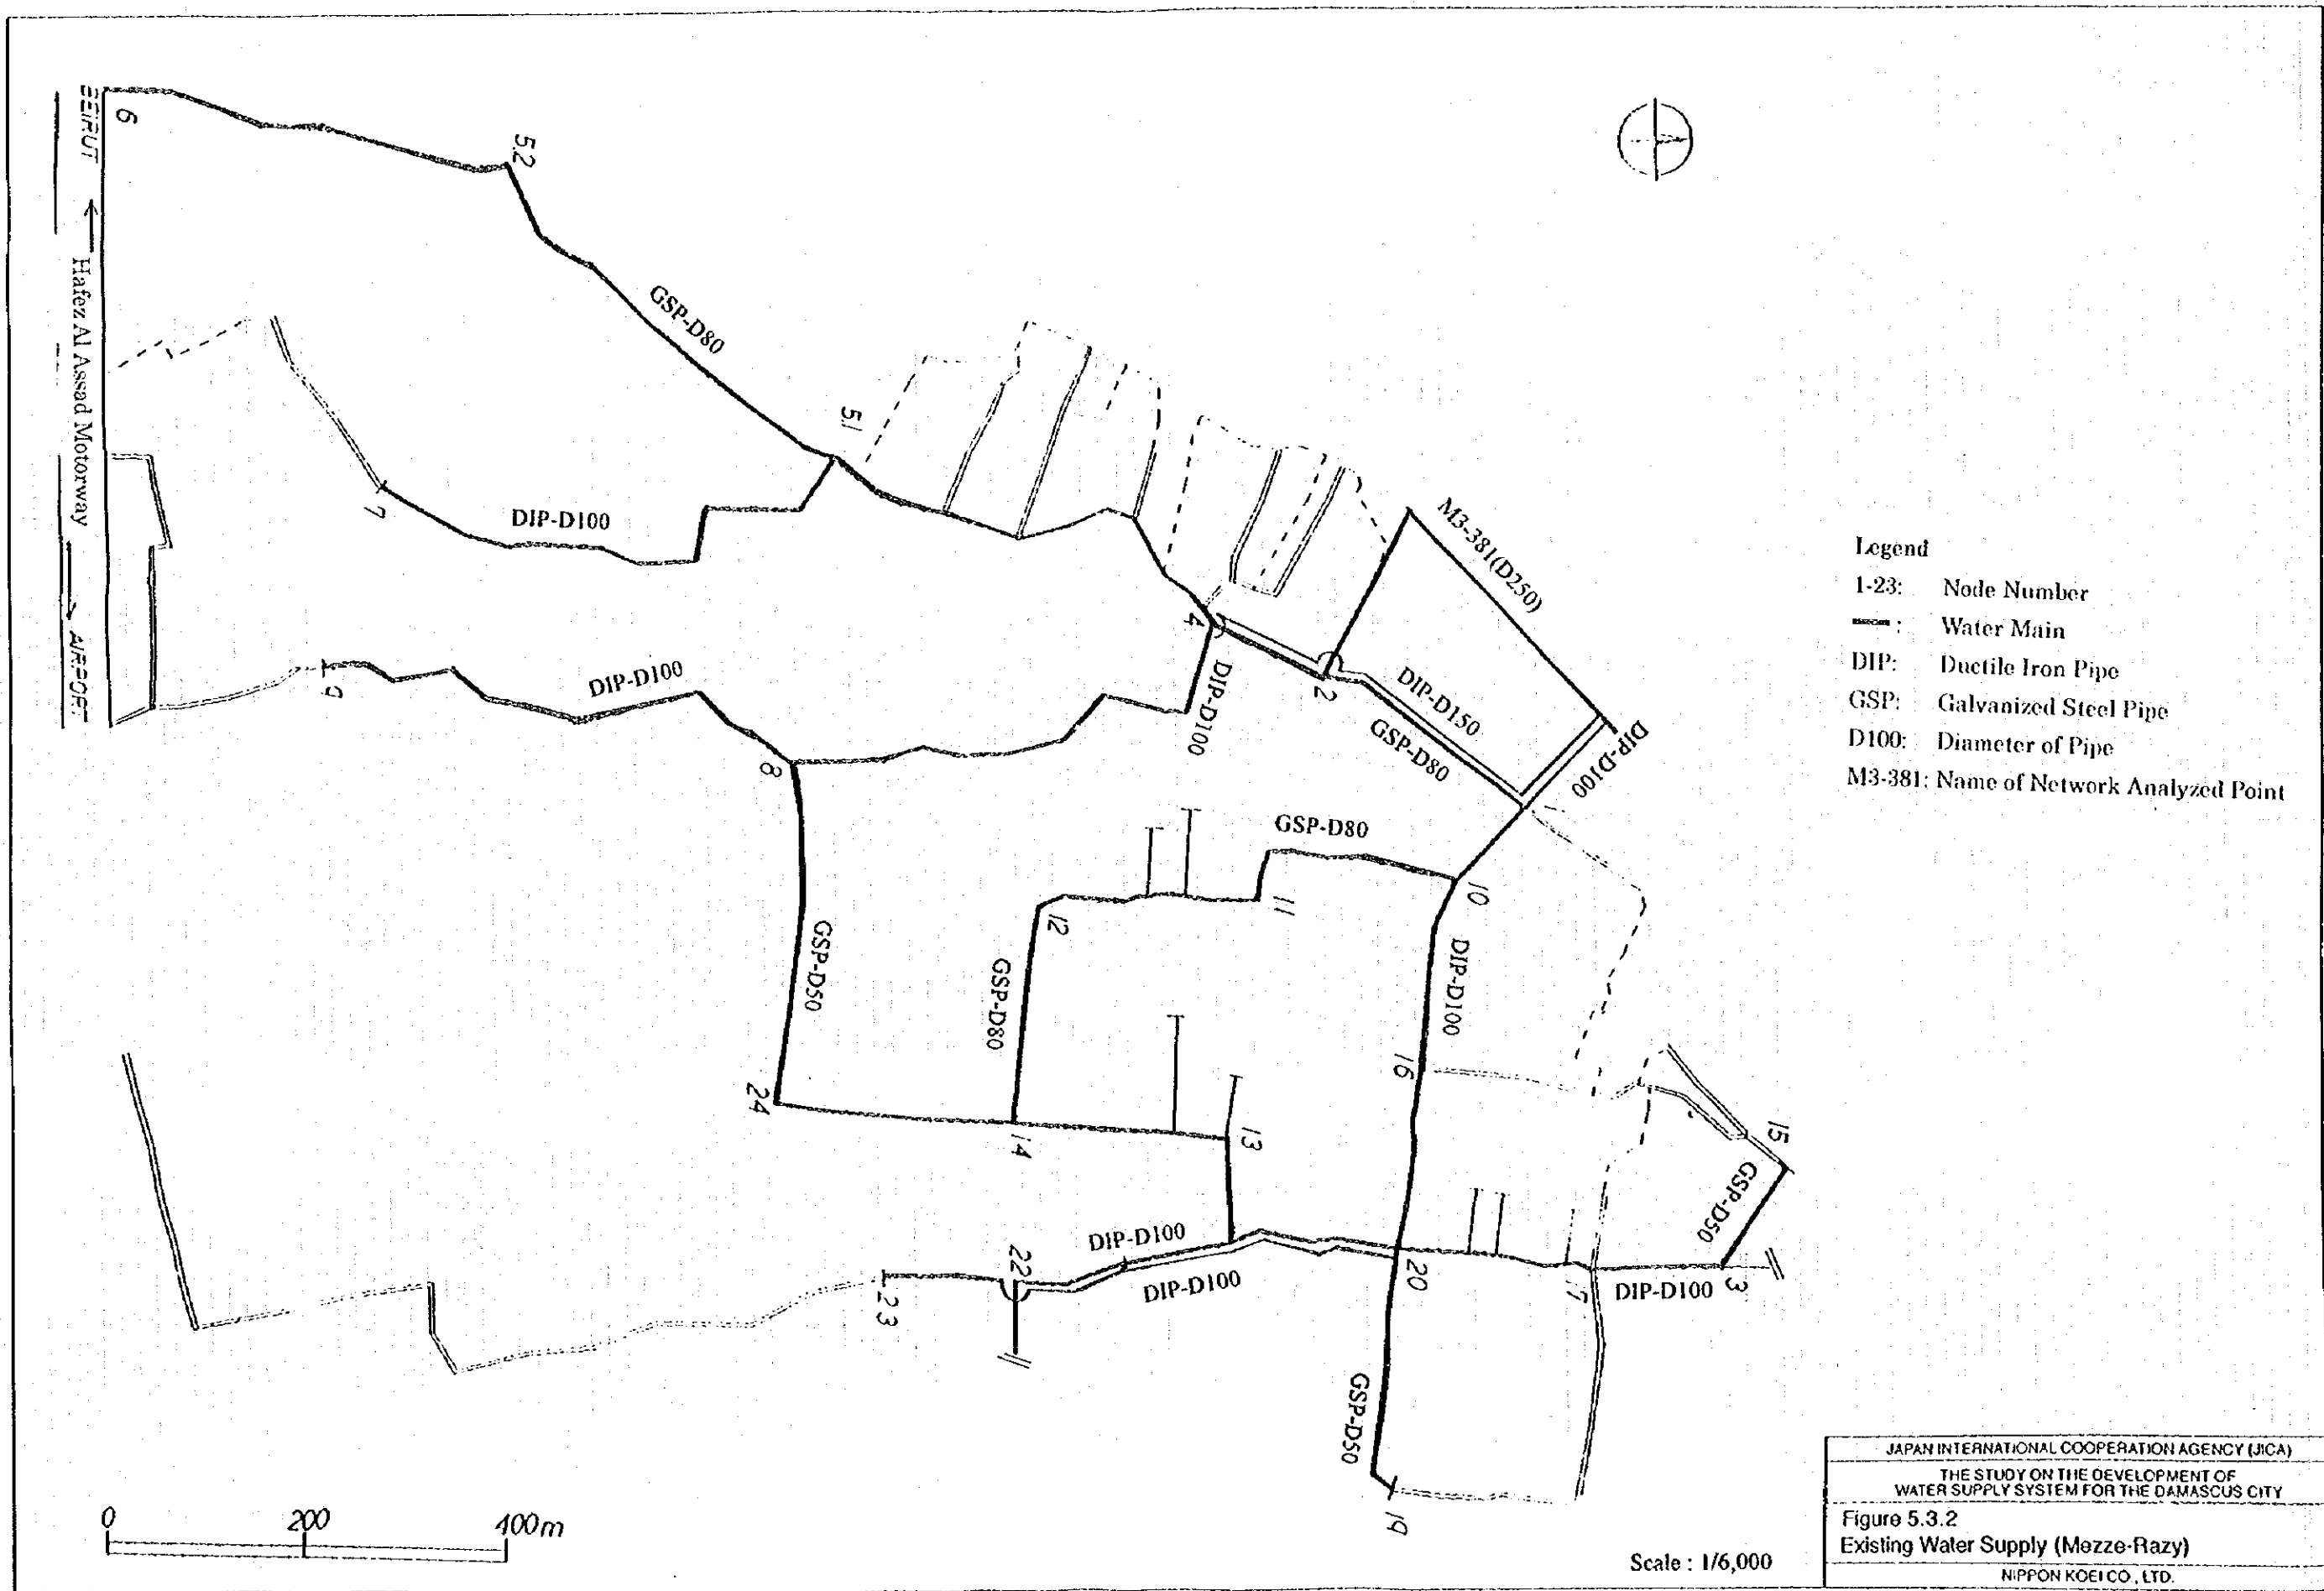 6
5.2
BEIRUT
← Hafez Al Assad Motorway → AIRPORT
GSP-D80
5.1
7
DIP-D100
M3-381(D250)
4
DIP-D100
2
DIP-D150
GSP-D80
DIP-D100
1
9
DIP-D100
8
GSP-D80
10
11
12
GSP-D50
GSP-D80
DIP-D100
16
24
14
13
15
GSP-D50
DIP-D100
22
23
DIP-D100
20
17
DIP-D100
3
GSP-D50
19
Legend
1-23: Node Number
: Water Main
DIP: Ductile Iron Pipe
GSP: Galvanized Steel Pipe
D100: Diameter of Pipe
M3-381: Name of Network Analyzed Point
0 200 400m
Scale : 1/6,000
JAPAN INTERNATIONAL COOPERATION AGENCY (JICA)
THE STUDY ON THE DEVELOPMENT OF
WATER SUPPLY SYSTEM FOR THE DAMASCUS CITY
Figure 5.3.2
Existing Water Supply (Mezze-Razy)
NIPPON KOEI CO., LTD.